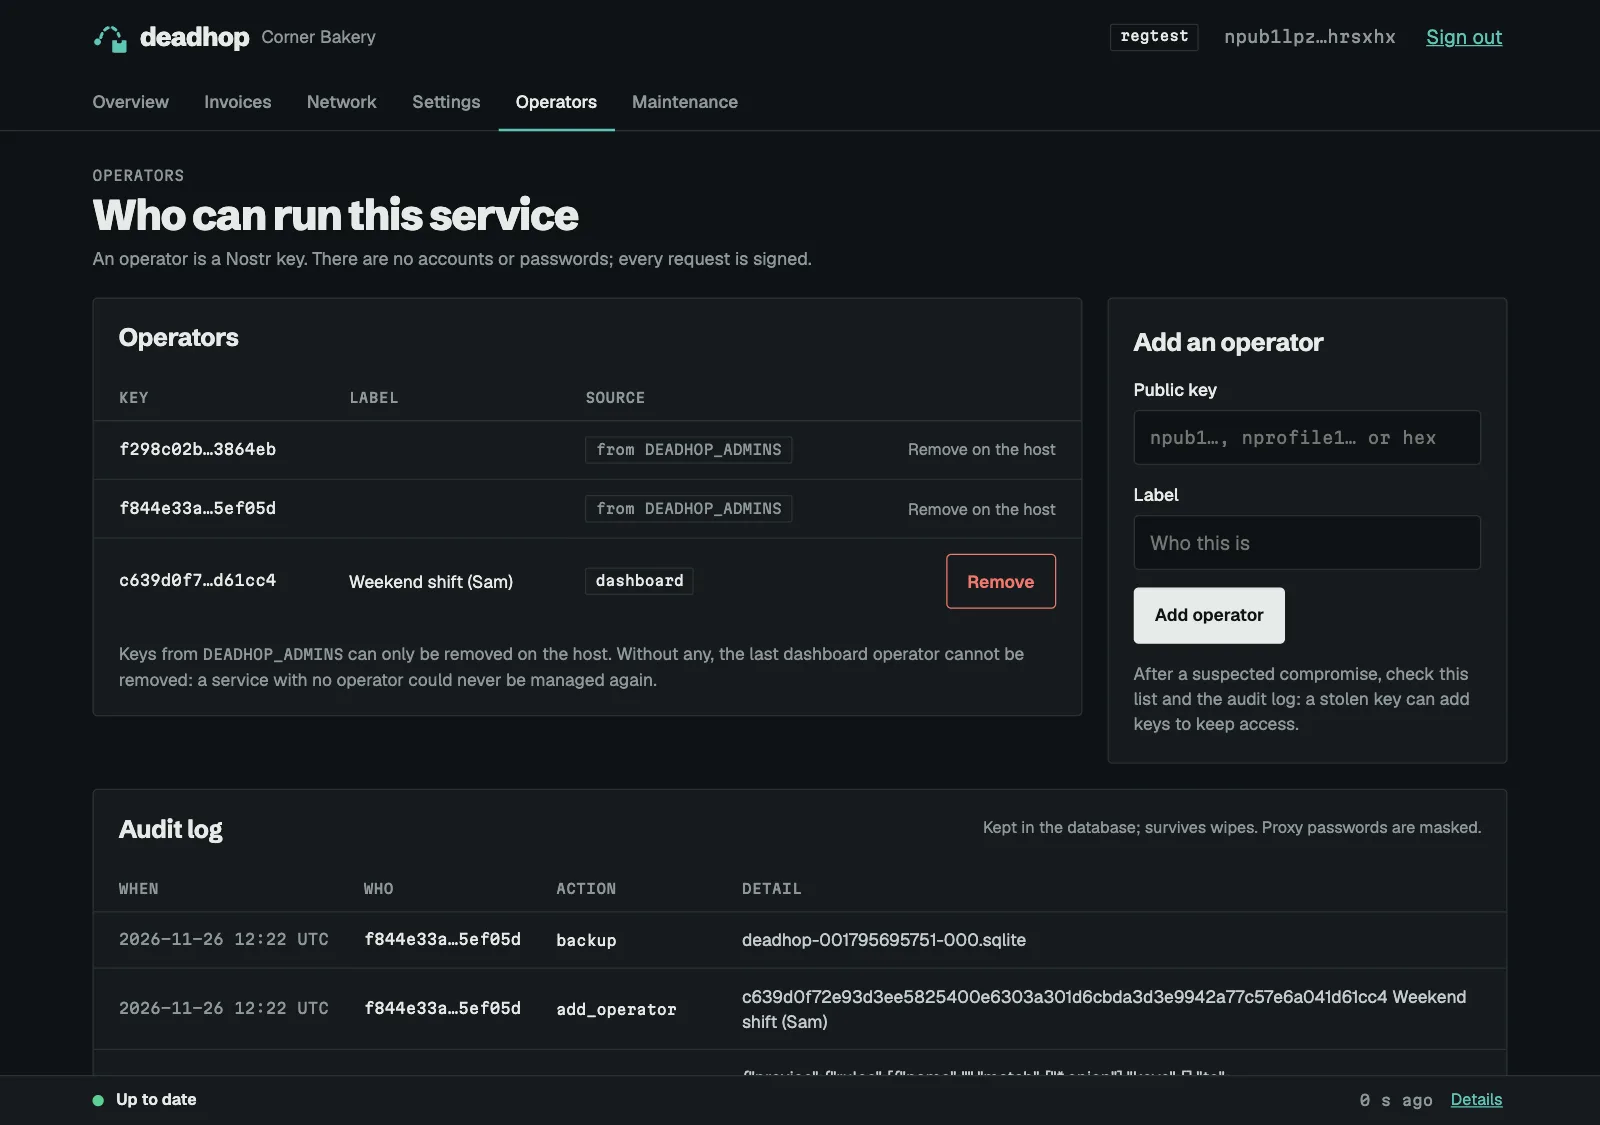 deadhop Corner Bakery
regtest npub1lpz…hrsxhx Sign out
Overview Invoices Network Settings Operators Maintenance
OPERATORS
Who can run this service
An operator is a Nostr key. There are no accounts or passwords; every request is signed.
Operators
KEY LABEL SOURCE
f298c02b…3864eb from DEADHOP_ADMINS Remove on the host
f844e33a…5ef05d from DEADHOP_ADMINS Remove on the host
c639d0f7…d61cc4 Weekend shift (Sam) dashboard Remove
Keys from DEADHOP_ADMINS can only be removed on the host. Without any, the last dashboard operator cannot be
removed: a service with no operator could never be managed again.
Add an operator
Public key
npub1…, nprofile1… or hex
Label
Who this is
Add operator
After a suspected compromise, check this
list and the audit log: a stolen key can add
keys to keep access.
Audit log
Kept in the database; survives wipes. Proxy passwords are masked.
WHEN WHO ACTION DETAIL
2026-11-26 12:22 UTC f844e33a…5ef05d backup deadhop-001795695751-000.sqlite
2026-11-26 12:22 UTC f844e33a…5ef05d add_operator c639d0f72e93d3ee5825400e6303a301d6cbda3d3e9942a77c57e6a041d61cc4 Weekend
shift (Sam)
Up to date
0 s ago Details